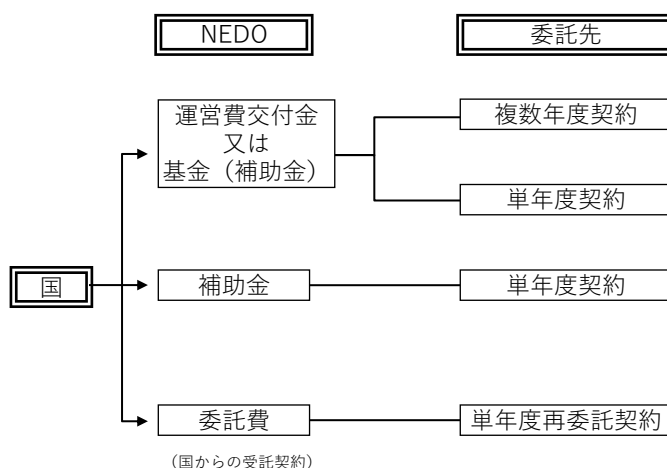 NEDO
委託先
運営費交付金
又は
基金（補助金）
複数年度契約
単年度契約
国
補助金
単年度契約
委託費
単年度再委託契約
（国からの受託契約）